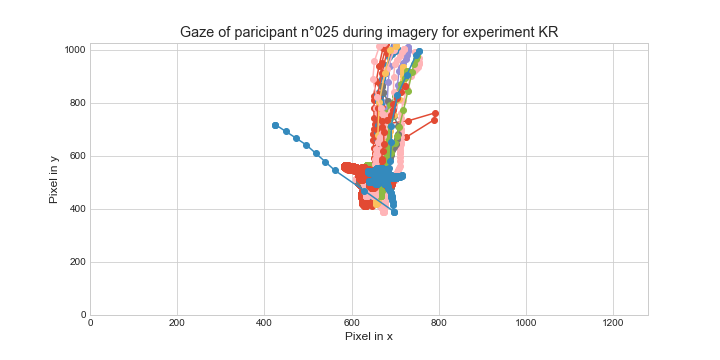 Gaze of paricipant n°025 during imagery for experiment KR
1000
800
600
400
200
0
Pixel in y
0 200 400 600 800 1000 1200
Pixel in x